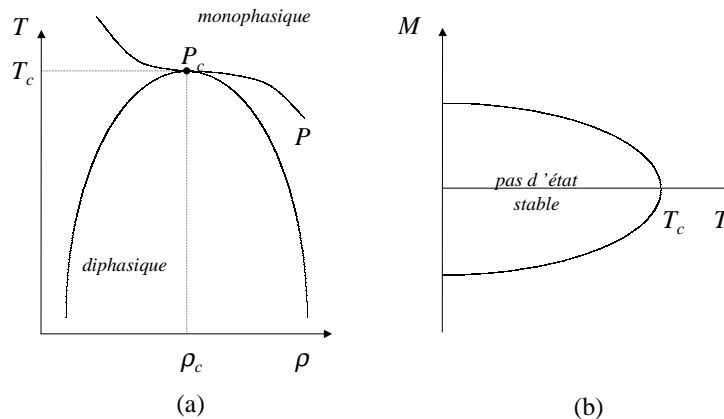 monophasique
T
P_c
T_c
P
diphasique
ρ_c
ρ
(a)
M
pas d 'état
stable
T_c
T
(b)